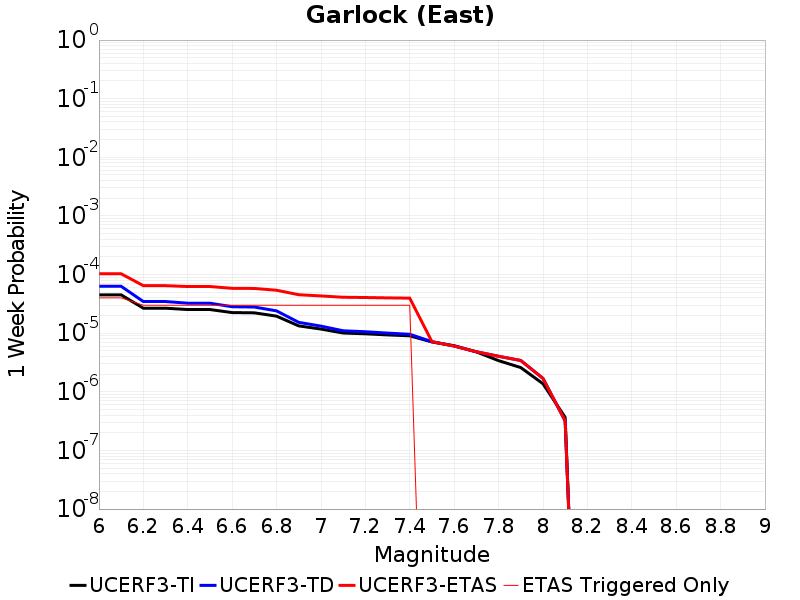 Garlock (East)
1 Week Probability
10^0
10^-1
10^-2
10^-3
10^-4
10^-5
10^-6
10^-7
10^-8
6 6.2 6.4 6.6 6.8 7 7.2 7.4 7.6 7.8 8 8.2 8.4 8.6 8.8 9
Magnitude
UCERF3-TI UCERF3-TD UCERF3-ETAS ETAS Triggered Only